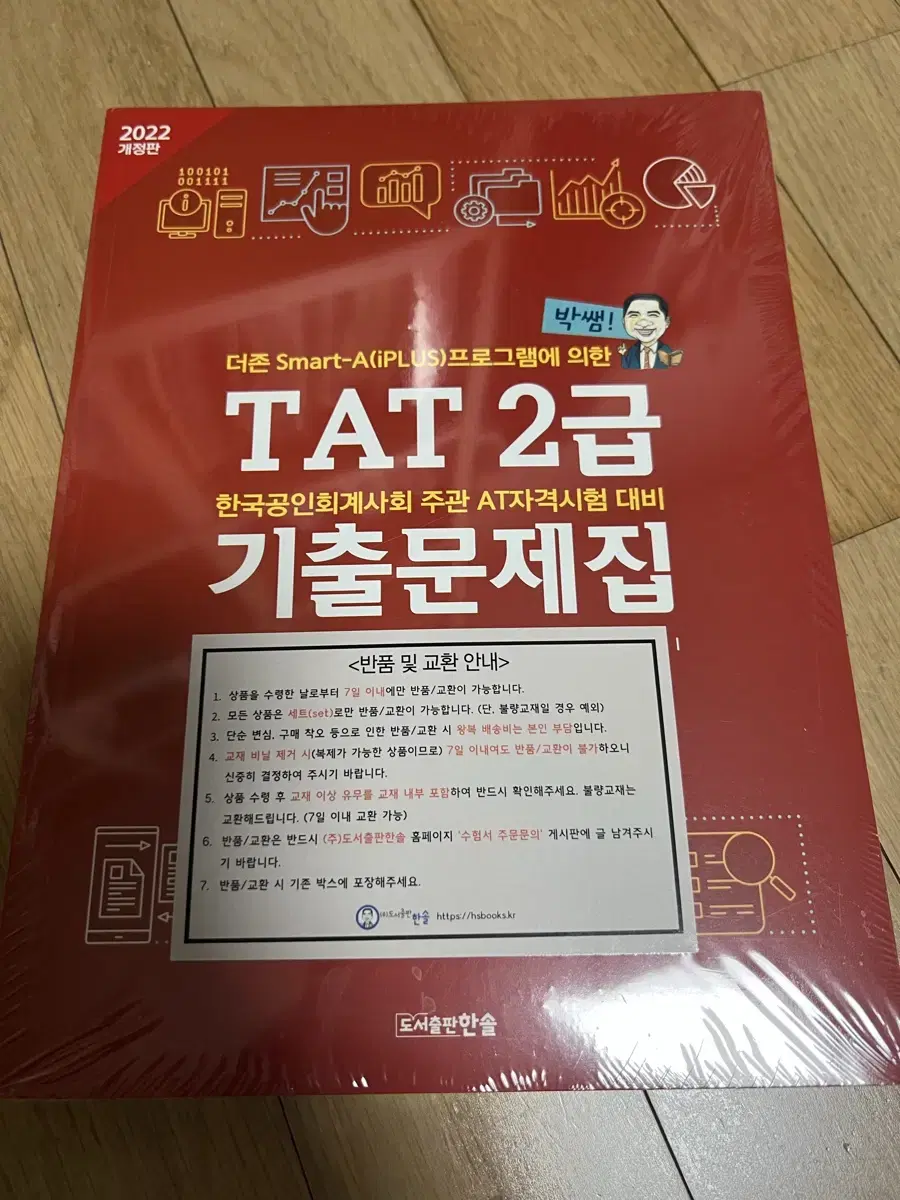 2022
개정판
100101
001111
박쌤!
더존 Smart-A(iPLUS)프로그램에 의한
TAT 2급
한국공인회계사회 주관 AT자격시험 대비
기출문제집
<반품 및 교환 안내>
1. 상품을 수령한 날로부터 7일 이내에만 반품/교환이 가능합니다.
2. 모든 상품은 세트(set)로만 반품/교환이 가능합니다. (단, 불량교재일 경우 예외)
3. 단순 변심, 구매 착오 등으로 인한 반품/교환 시 왕복 배송비는 본인 부담입니다.
4. 교재 비닐 제거 시(복제가 가능한 상품이므로) 7일 이내여도 반품/교환이 불가하오니
신중히 결정하여 주시기 바랍니다.
5. 상품 수령 후 교재 이상 유무를 교재 내부 포함하여 반드시 확인해주세요. 불량교재는
교환해드립니다. (7일 이내 교환 가능)
6. 반품/교환은 반드시 (주)도서출판한솔 홈페이지 '수험서 주문문의' 게시판에 글 남겨주시
기 바랍니다.
7. 반품/교환 시 기존 박스에 포장해주세요.
(주)도서출판 한솔 https://hsbooks.kr
도서출판한솔